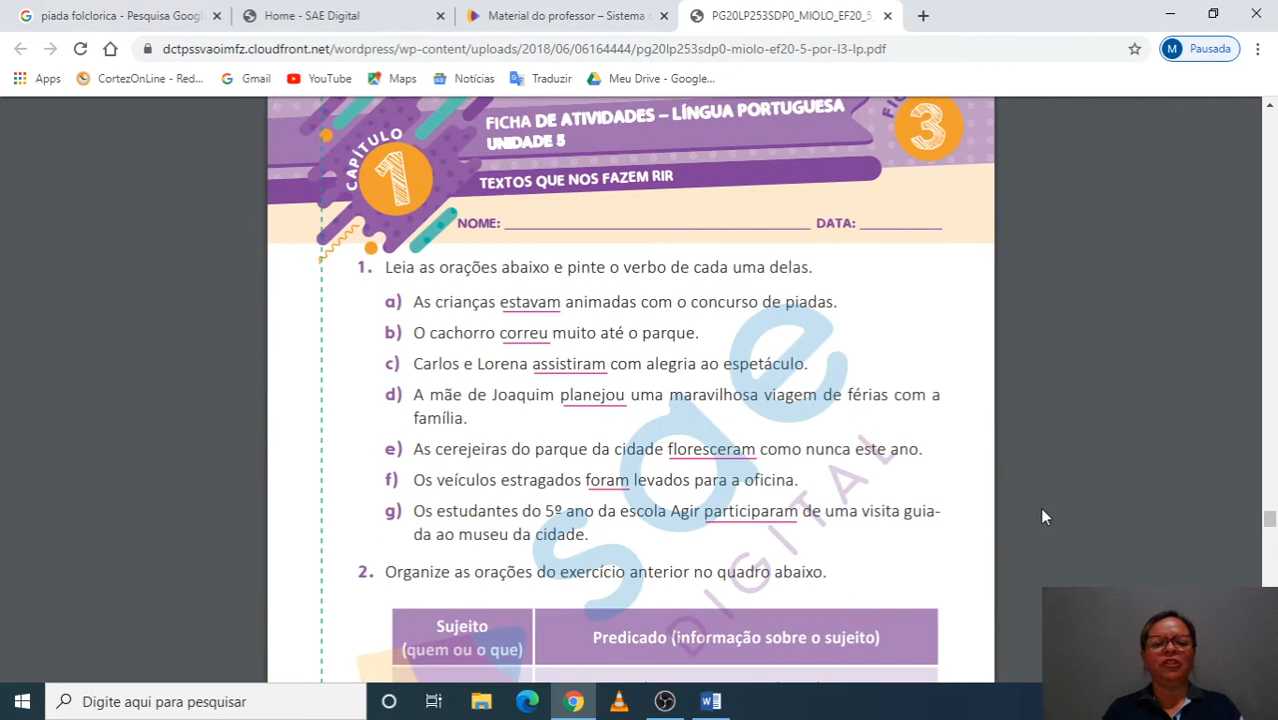 piada folclorica - Pesquisa Goog
Home - SAE Digital
Material do professor – Sistema
PG20LP253SDP0_MIOLO_EF20_5_
dctpssvaoimfz.cloudfront.net/wordpress/wp-content/uploads/2018/06/06164444/pg20lp253sdp0-miolo-ef20-5-por-l3-lp.pdf
M Pausada
Apps
CortezOnLine - Red...
Gmail
YouTube
Maps
Notícias
Traduzir
Meu Drive - Google...
CAPÍTULO
1
FICHA DE ATIVIDADES – LÍNGUA PORTUGUESA
UNIDADE 5
3
TEXTOS QUE NOS FAZEM RIR
NOME: DATA:
1. Leia as orações abaixo e pinte o verbo de cada uma delas.
a) As crianças estavam animadas com o concurso de piadas.
b) O cachorro correu muito até o parque.
c) Carlos e Lorena assistiram com alegria ao espetáculo.
d) A mãe de Joaquim planejou uma maravilhosa viagem de férias com a
família.
e) As cerejeiras do parque da cidade floresceram como nunca este ano.
f) Os veículos estragados foram levados para a oficina.
g) Os estudantes do 5º ano da escola Agir participaram de uma visita guia-
da ao museu da cidade.
2. Organize as orações do exercício anterior no quadro abaixo.
Sujeito
(quem ou o que)
Predicado (informação sobre o sujeito)
sae
DIGITAL
Digite aqui para pesquisar